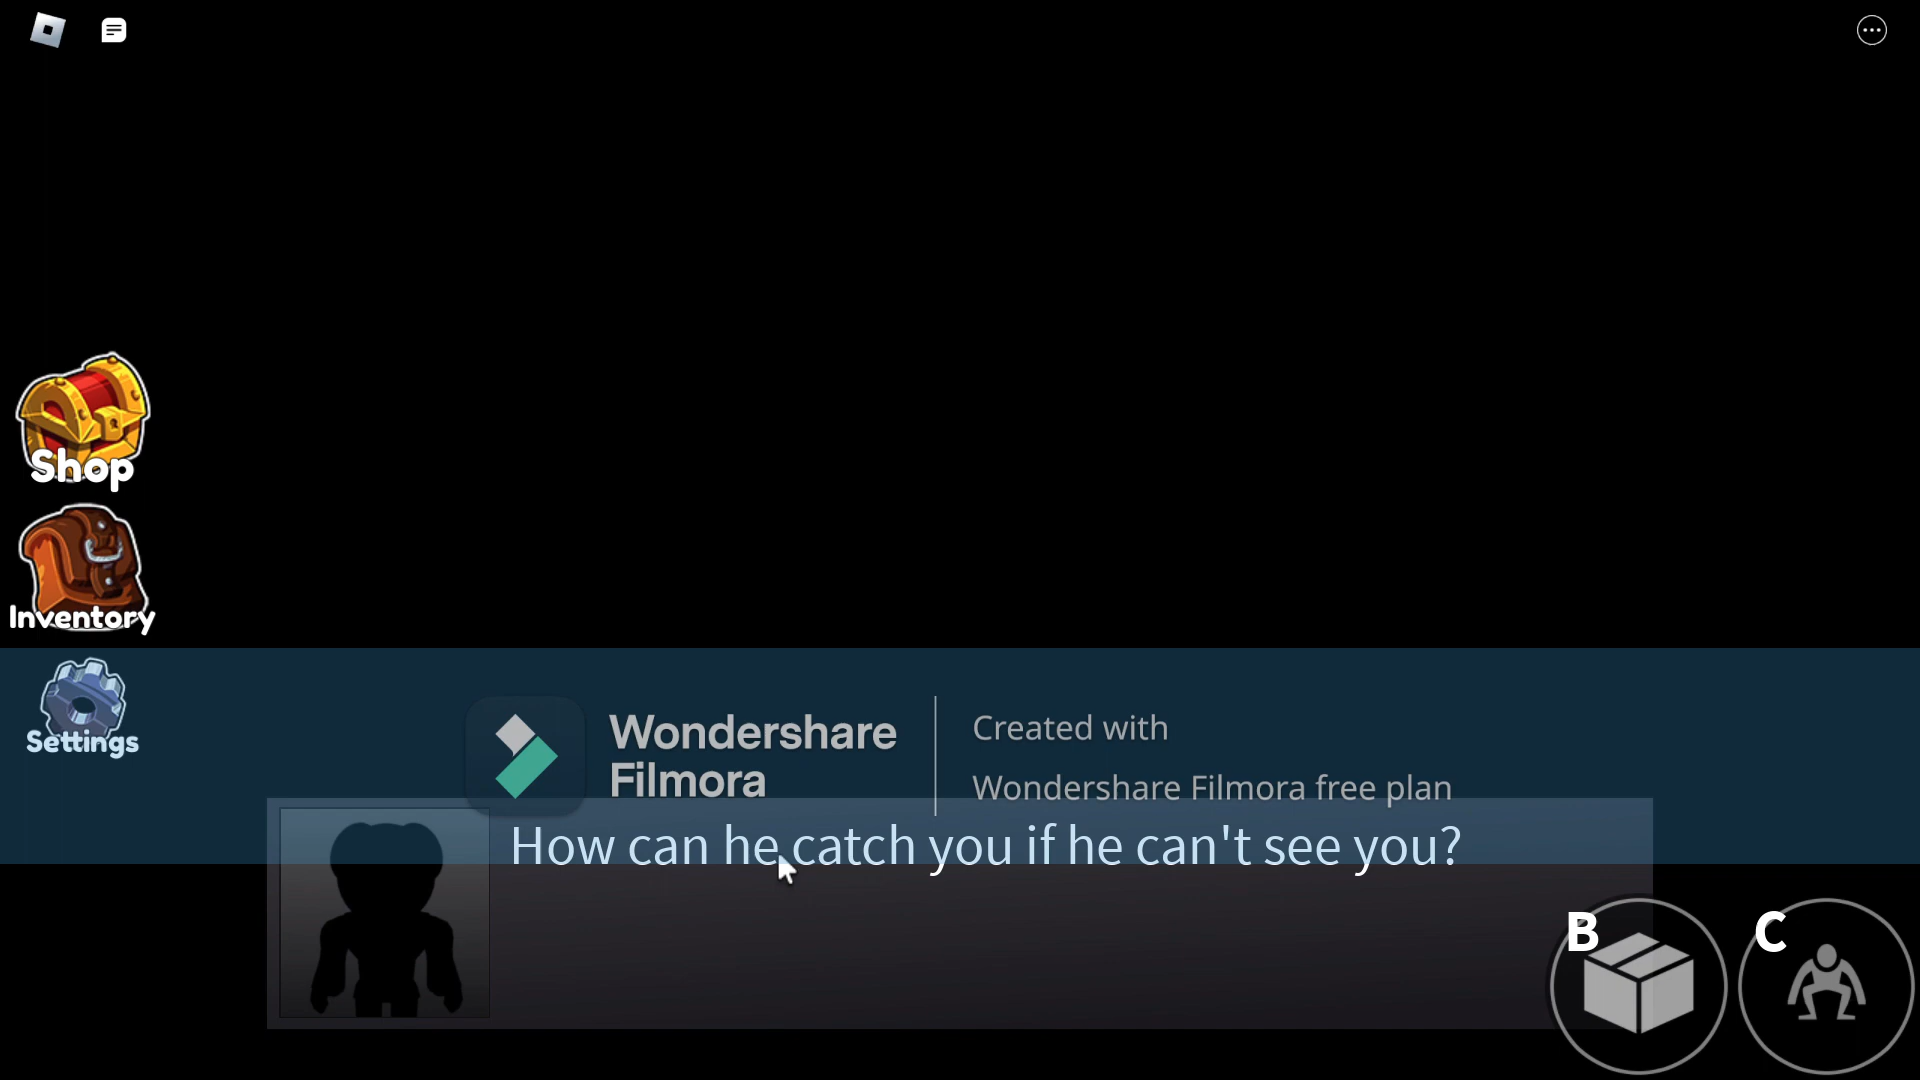 Shop
Inventory
Settings
Wondershare
Filmora
Created with
Wondershare Filmora free plan
How can he catch you if he can't see you?
B
C